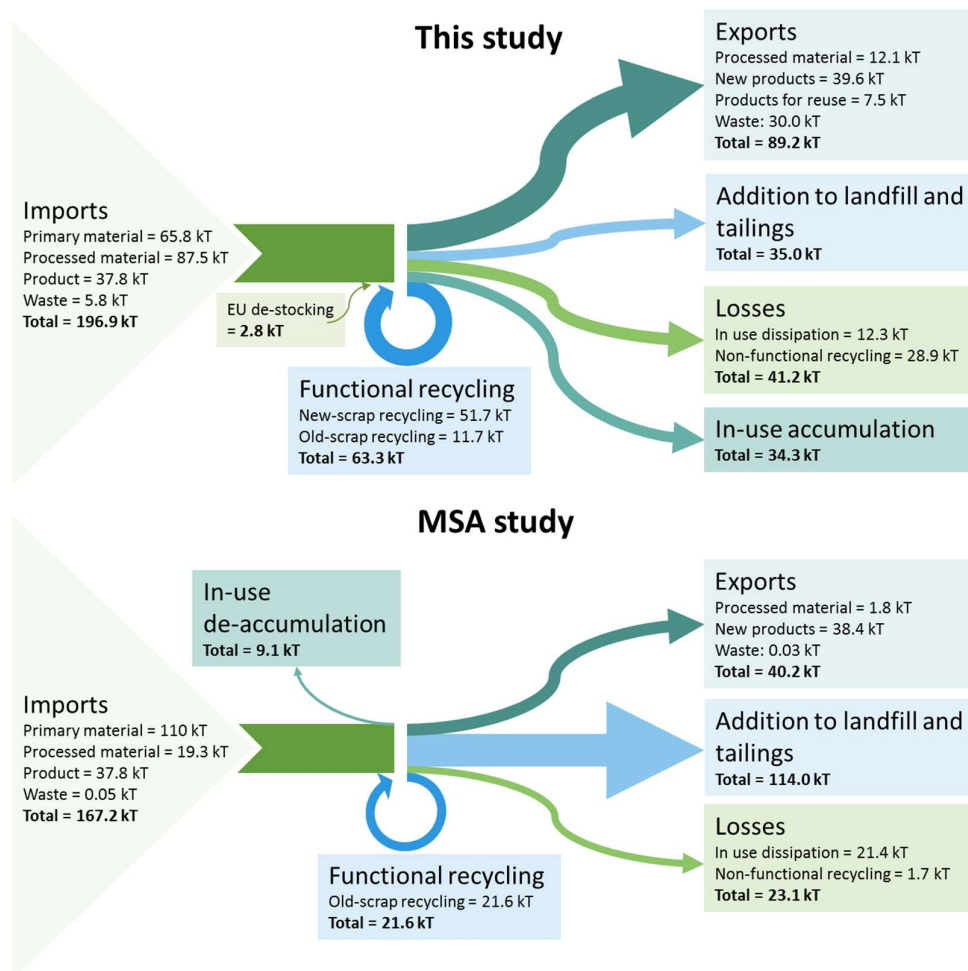 This study
Imports
Primary material = 65.8 kT
Processed material = 87.5 kT
Product = 37.8 kT
Waste = 5.8 kT
Total = 196.9 kT
EU de-stocking
= 2.8 kT
Functional recycling
New-scrap recycling = 51.7 kT
Old-scrap recycling = 11.7 kT
Total = 63.3 kT
Exports
Processed material = 12.1 kT
New products = 39.6 kT
Products for reuse = 7.5 kT
Waste: 30.0 kT
Total = 89.2 kT
Addition to landfill and
tailings
Total = 35.0 kT
Losses
In use dissipation = 12.3 kT
Non-functional recycling = 28.9 kT
Total = 41.2 kT
In-use accumulation
Total = 34.3 kT
MSA study
In-use
de-accumulation
Total = 9.1 kT
Imports
Primary material = 110 kT
Processed material = 19.3 kT
Product = 37.8 kT
Waste = 0.05 kT
Total = 167.2 kT
Functional recycling
Old-scrap recycling = 21.6 kT
Total = 21.6 kT
Exports
Processed material = 1.8 kT
New products = 38.4 kT
Waste: 0.03 kT
Total = 40.2 kT
Addition to landfill and
tailings
Total = 114.0 kT
Losses
In use dissipation = 21.4 kT
Non-functional recycling = 1.7 kT
Total = 23.1 kT